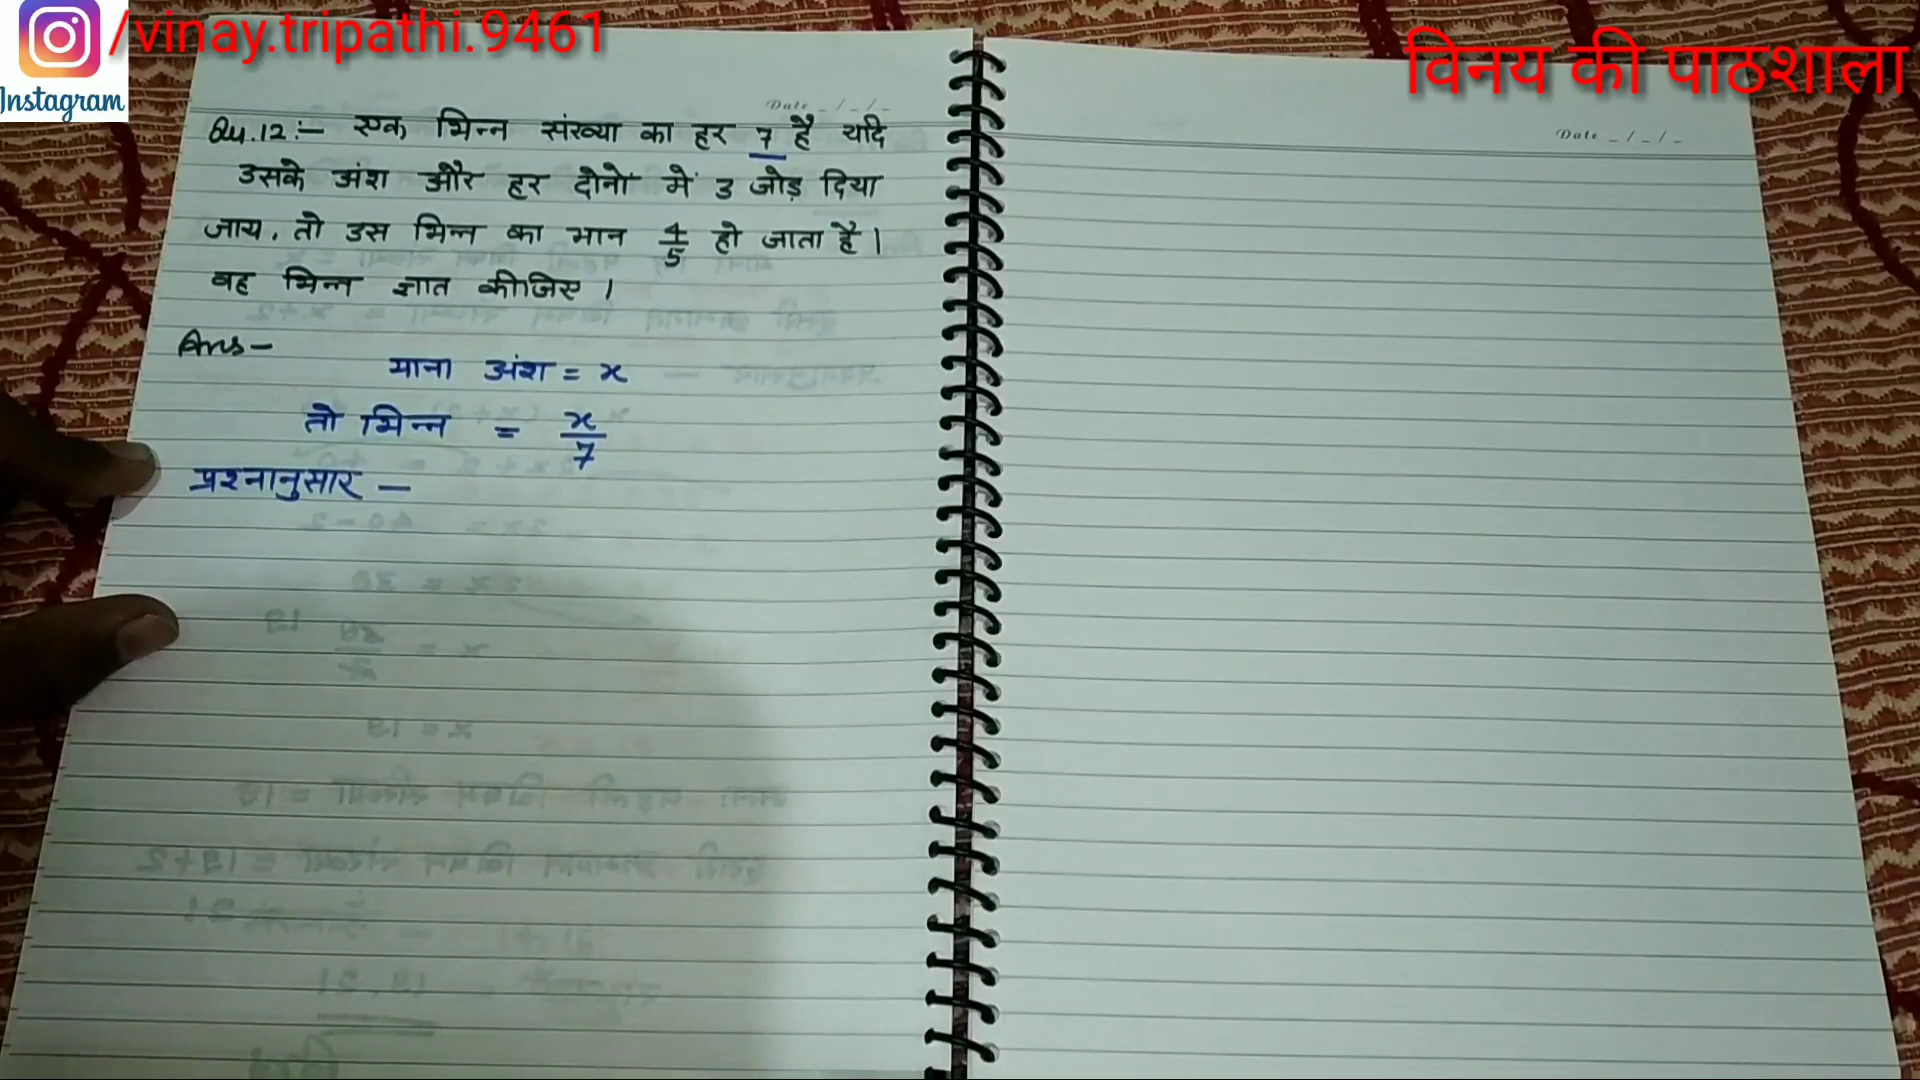 /vinay.tripathi.9461
Instagram
विनय की पाठशाला
Date _ / _ / _
Date _ / _ / _
Qu.12:- एक भिन्न संख्या का हर 7 है यदि
उसके अंश और हर दोनो में 3 जोड़ दिया
जाय, तो उस भिन्न का मान 4/5 हो जाता है।
वह भिन्न ज्ञात कीजिए।
Ans-
माना अंश = x
तो भिन्न = x/7
प्रश्नानुसार -